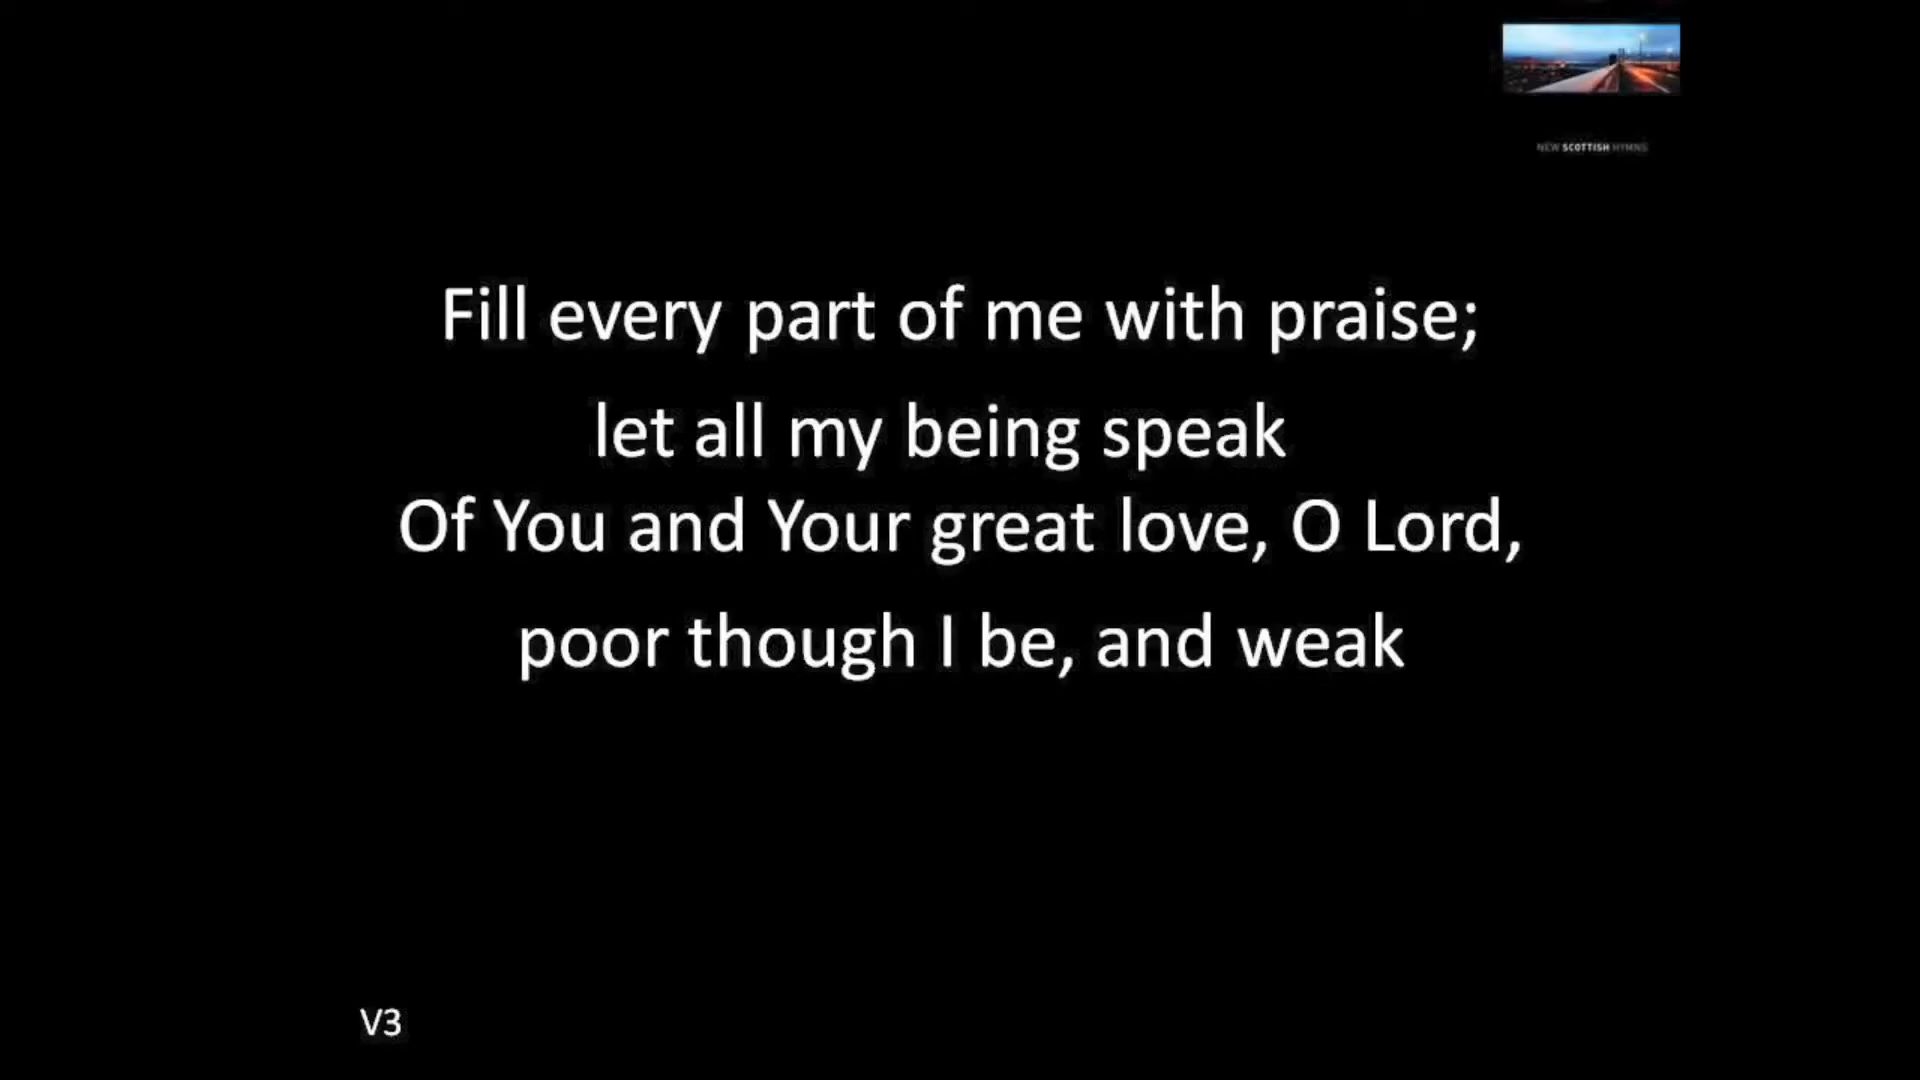 NEW SCOTTISH HYMNS
Fill every part of me with praise;
let all my being speak
Of You and Your great love, O Lord,
poor though I be, and weak
V3